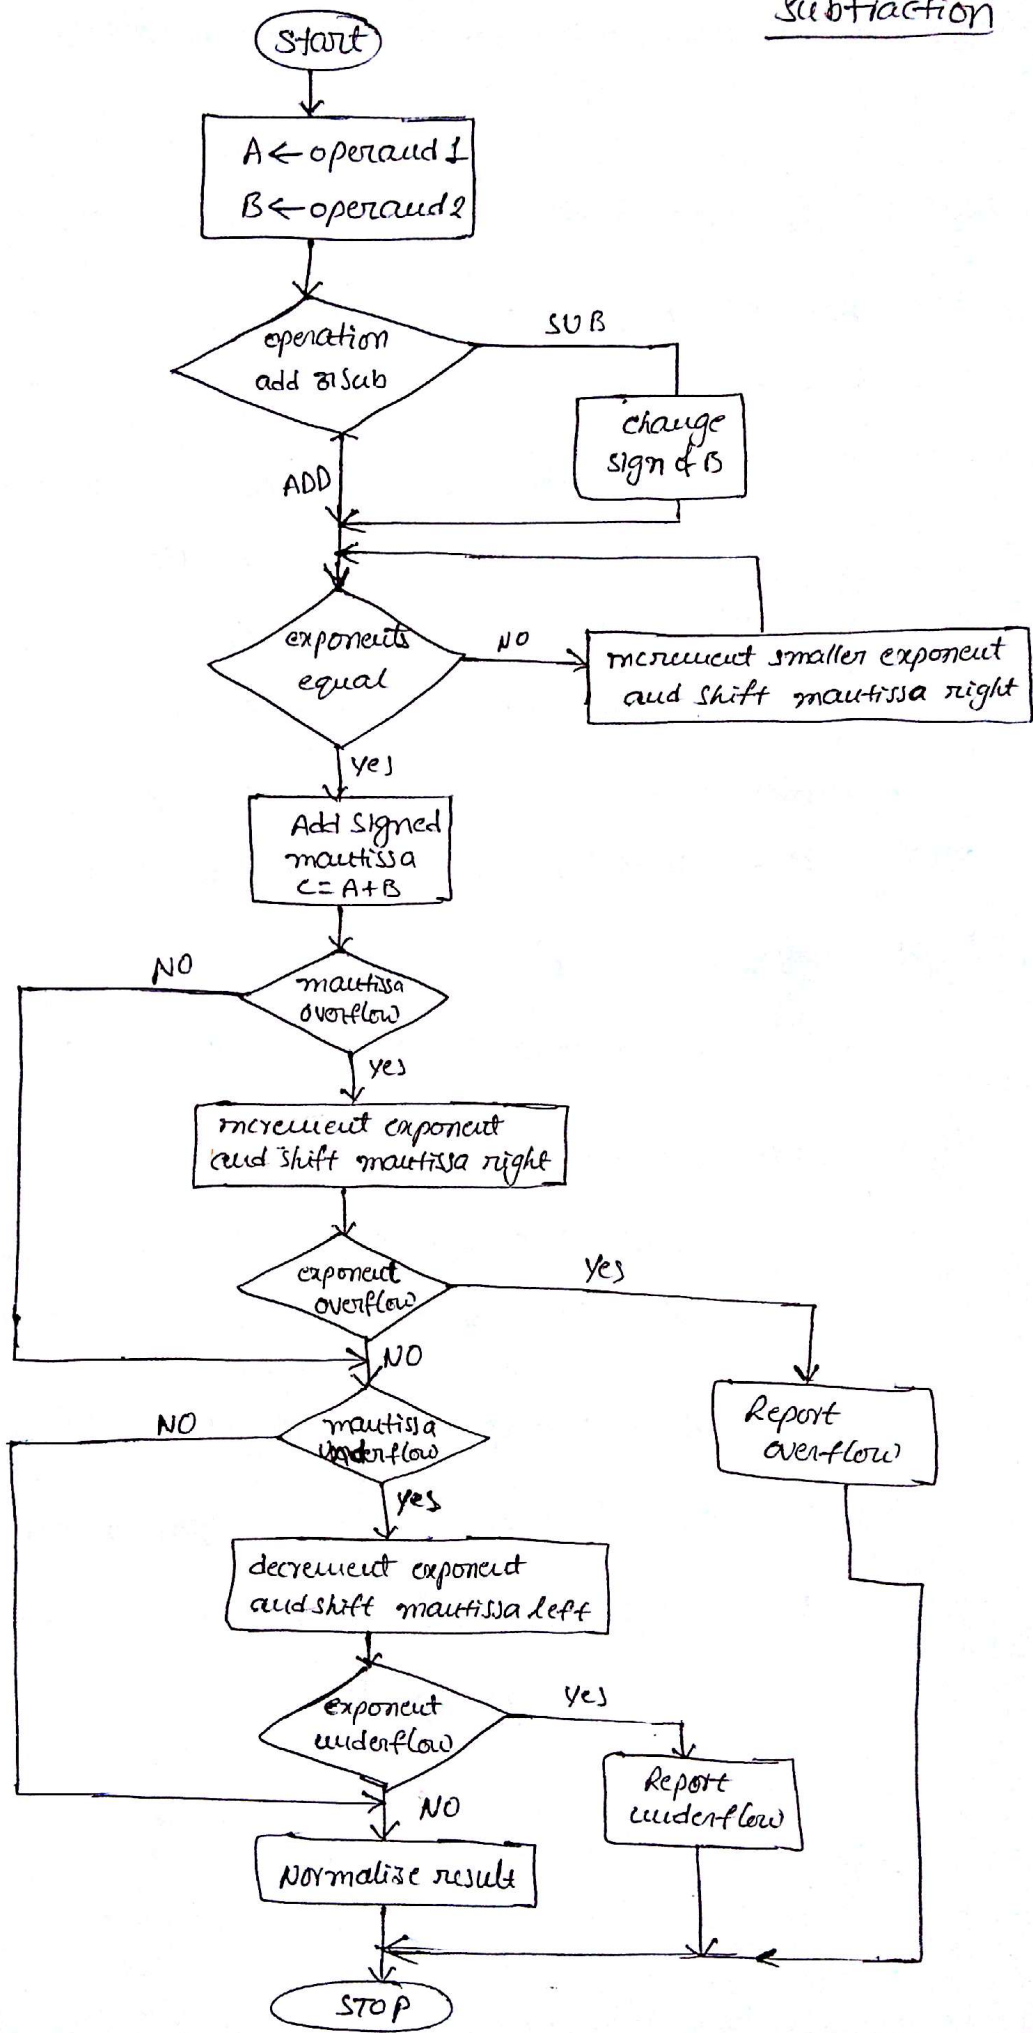 subtraction
start
A ← operand 1
B ← operand 2
operation
add or sub
SUB
change
sign of B
ADD
exponents
equal
NO
increment smaller exponent
and shift mantissa right
yes
Add signed
mantissa
C = A + B
NO
mantissa
overflow
yes
increment exponent
and shift mantissa right
exponent
overflow
yes
NO
Report
overflow
NO
mantissa
underflow
yes
decrement exponent
and shift mantissa left
exponent
underflow
yes
Report
underflow
NO
Normalise result
STOP